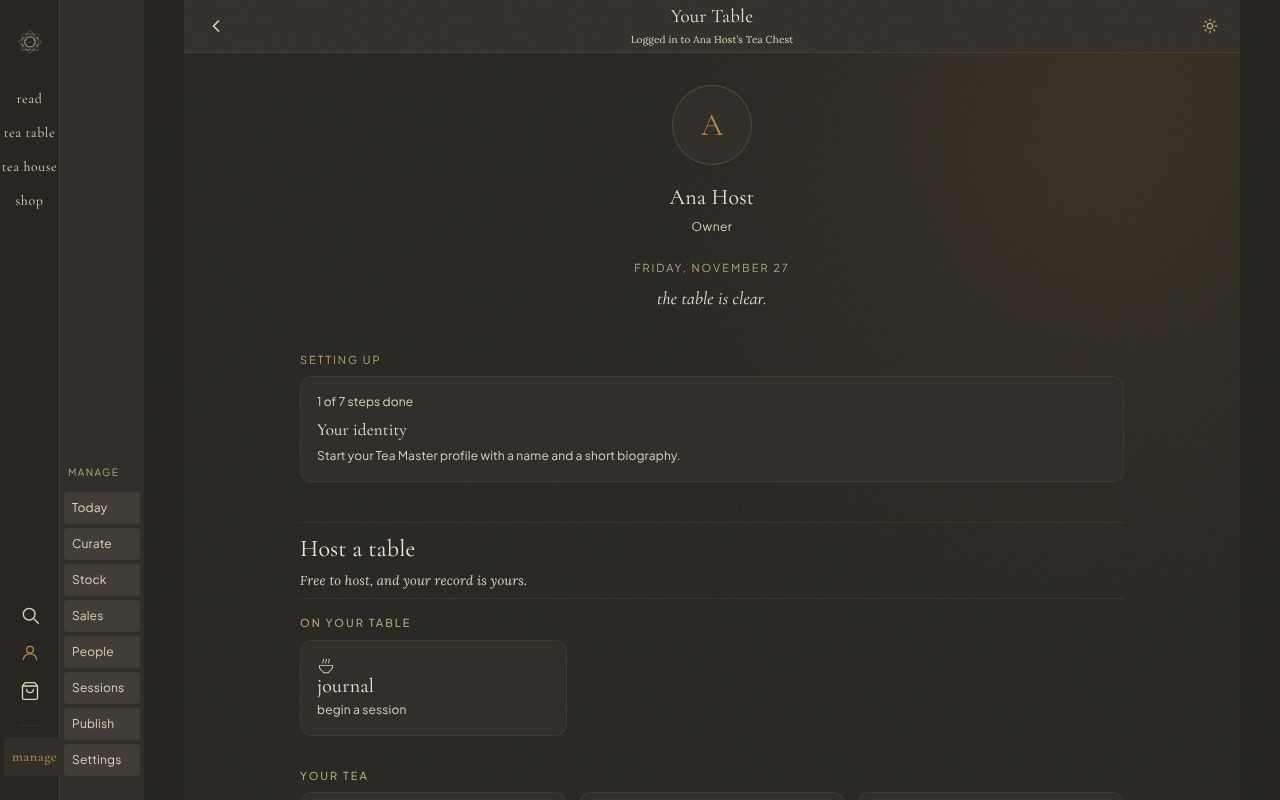 read
tea table
tea house
shop
manage
MANAGE
Today
Curate
Stock
Sales
People
Sessions
Publish
Settings
Your Table
Logged in to Ana Host's Tea Chest
A
Ana Host
Owner
FRIDAY, NOVEMBER 27
the table is clear.
SETTING UP
1 of 7 steps done
Your identity
Start your Tea Master profile with a name and a short biography.
Host a table
Free to host, and your record is yours.
ON YOUR TABLE
journal
begin a session
YOUR TEA